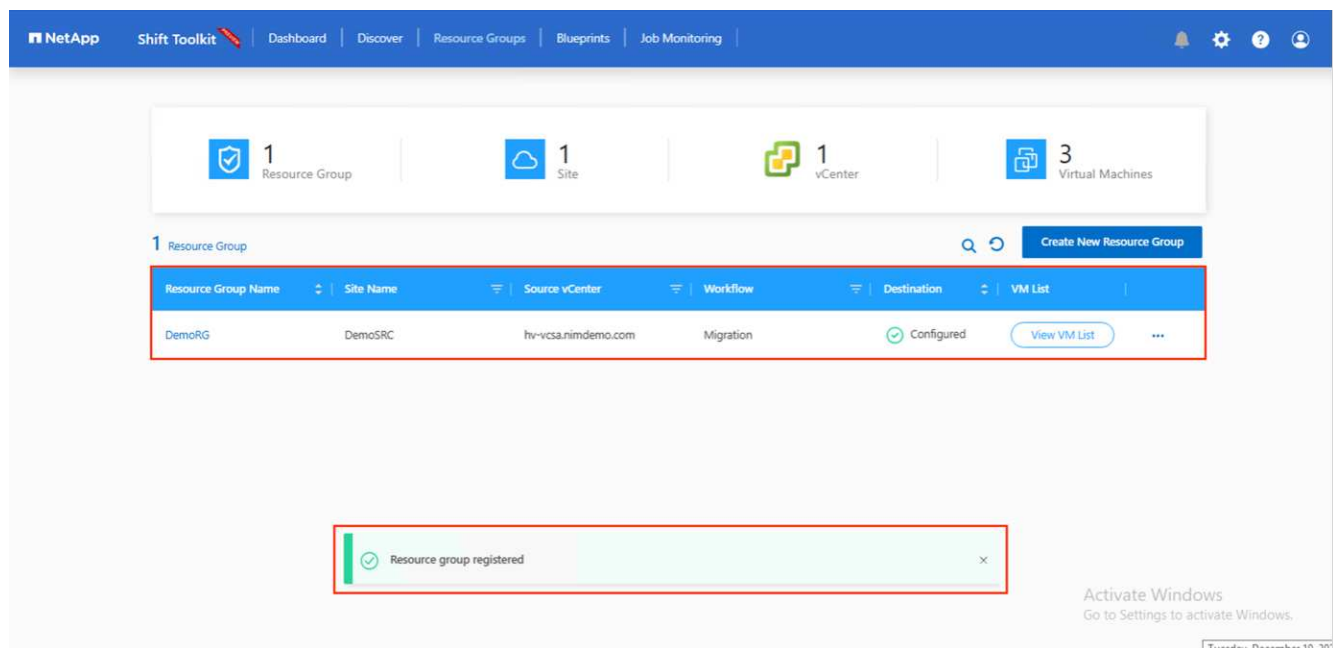 NetApp Shift Toolkit Dashboard Discover Resource Groups Blueprints Job Monitoring
1 Resource Group
1 Site
1 vCenter
3 Virtual Machines
1 Resource Group
Create New Resource Group
Resource Group Name Site Name Source vCenter Workflow Destination VM List
DemoRG DemoSRC hv-vcsa.nimdemo.com Migration Configured View VM List ...
Resource group registered
Activate Windows
Go to Settings to activate Windows.
Tuesday, December 10,